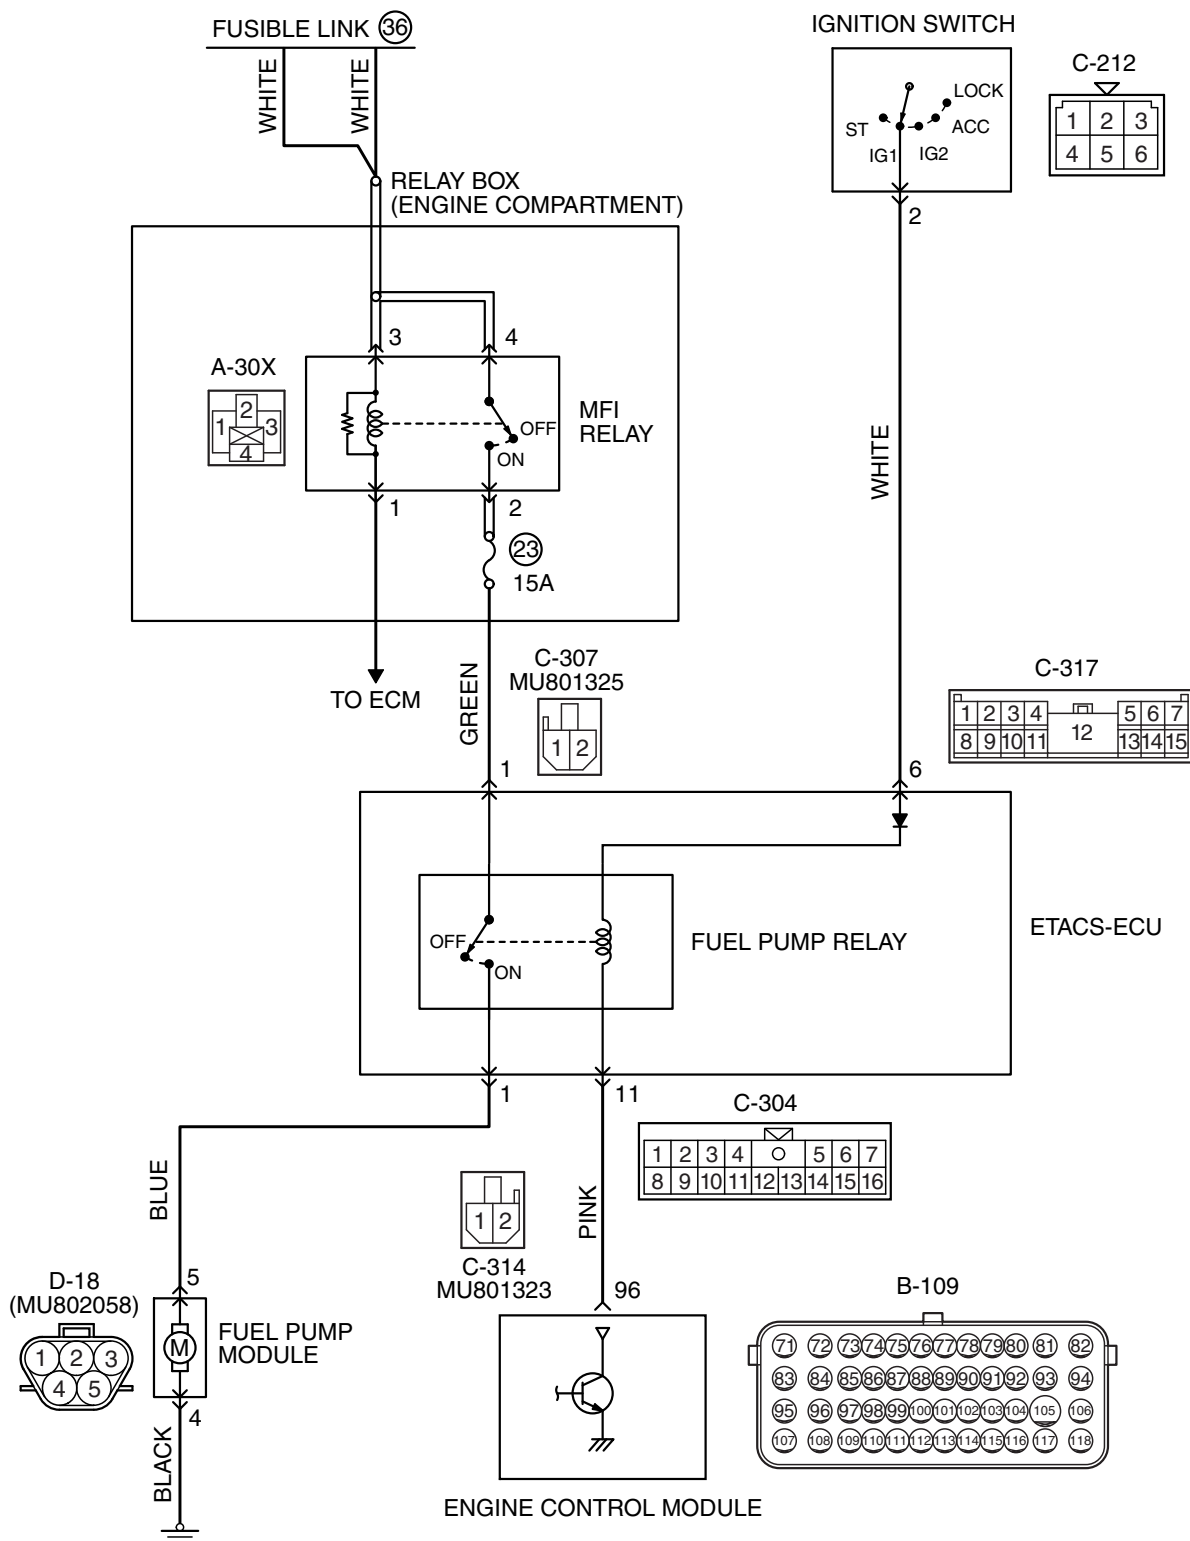 FUSIBLE LINK 36
WHITE
WHITE
IGNITION SWITCH
ST
IG1
IG2
ACC
LOCK
2
C-212
1 2 3
4 5 6
RELAY BOX
(ENGINE COMPARTMENT)
3
4
A-30X
2
1 3
4
MFI
RELAY
OFF
ON
1
2
23
15A
TO ECM
WHITE
GREEN
C-307
MU801325
1 2
1
6
C-317
1 2 3 4 12 5 6 7
8 9 10 11 13 14 15
OFF
ON
FUEL PUMP RELAY
ETACS-ECU
1
11
C-304
1 2 3 4 5 6 7
8 9 10 11 12 13 14 15 16
BLUE
1 2
C-314
MU801323
PINK
96
D-18
(MU802058)
1 2 3
4 5
5
M
FUEL PUMP
MODULE
4
BLACK
B-109
71 72 73 74 75 76 77 78 79 80 81 82
83 84 85 86 87 88 89 90 91 92 93 94
95 96 97 98 99 100 101 102 103 104 105 106
107 108 109 110 111 112 113 114 115 116 117 118
ENGINE CONTROL MODULE